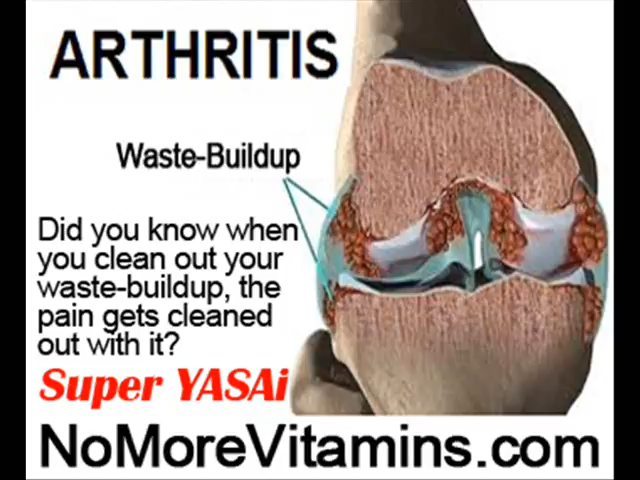 ARTHRITIS
Waste-Buildup
Did you know when
you clean out your
waste-buildup, the
pain gets cleaned
out with it?
Super YASAi
NoMoreVitamins.com